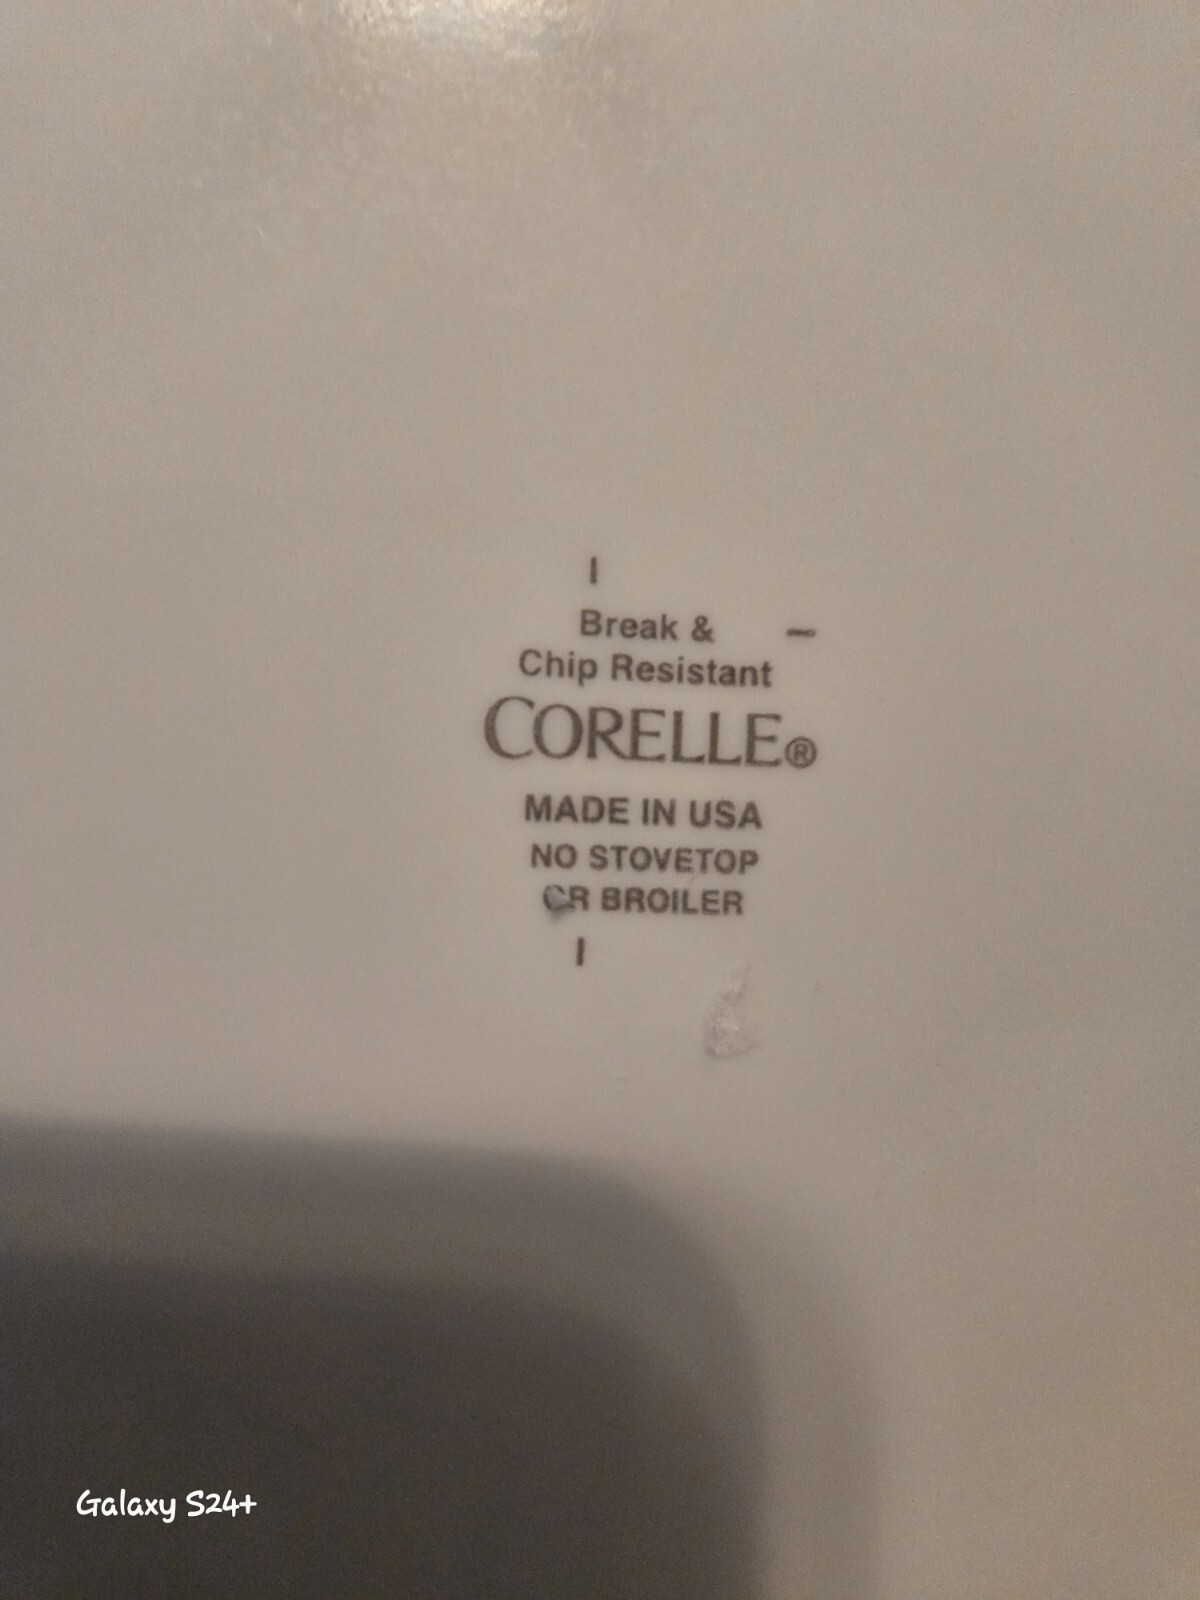 Break &
Chip Resistant
CORELLE®
MADE IN USA
NO STOVETOP
OR BROILER
Galaxy S24+